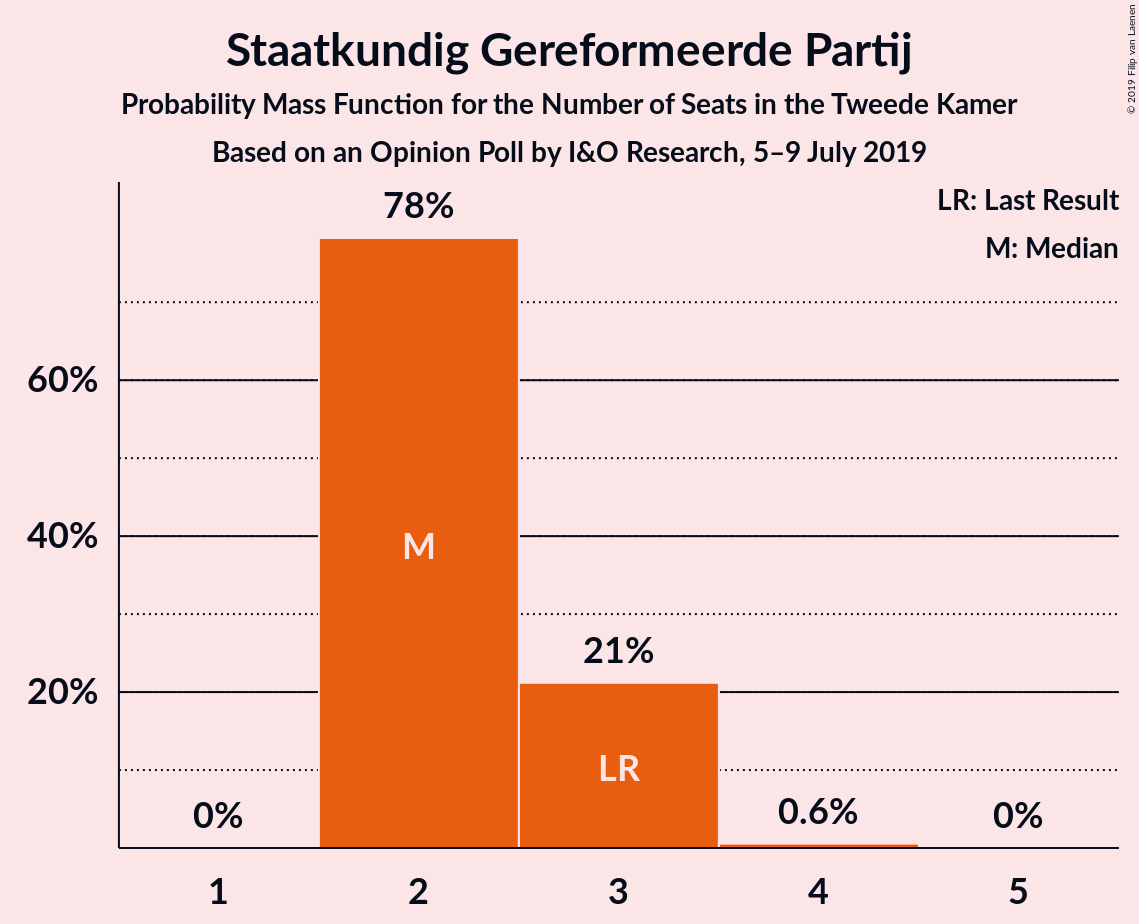 Staatkundig Gereformeerde Partij
Probability Mass Function for the Number of Seats in the Tweede Kamer
Based on an Opinion Poll by I&O Research, 5–9 July 2019
© 2019 Filip van Laenen
LR: Last Result
M: Median
78%
60%
M
40%
21%
20%
LR
0%
0.6%
0%
1 2 3 4 5